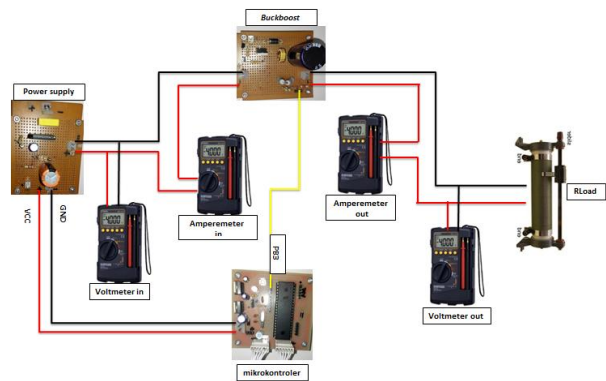 Buckboost
Power supply
VCC
GND
Voltmeter in
Amperemeter
in
PB3
Amperemeter
out
RLoad
Voltmeter out
mikrokontroler